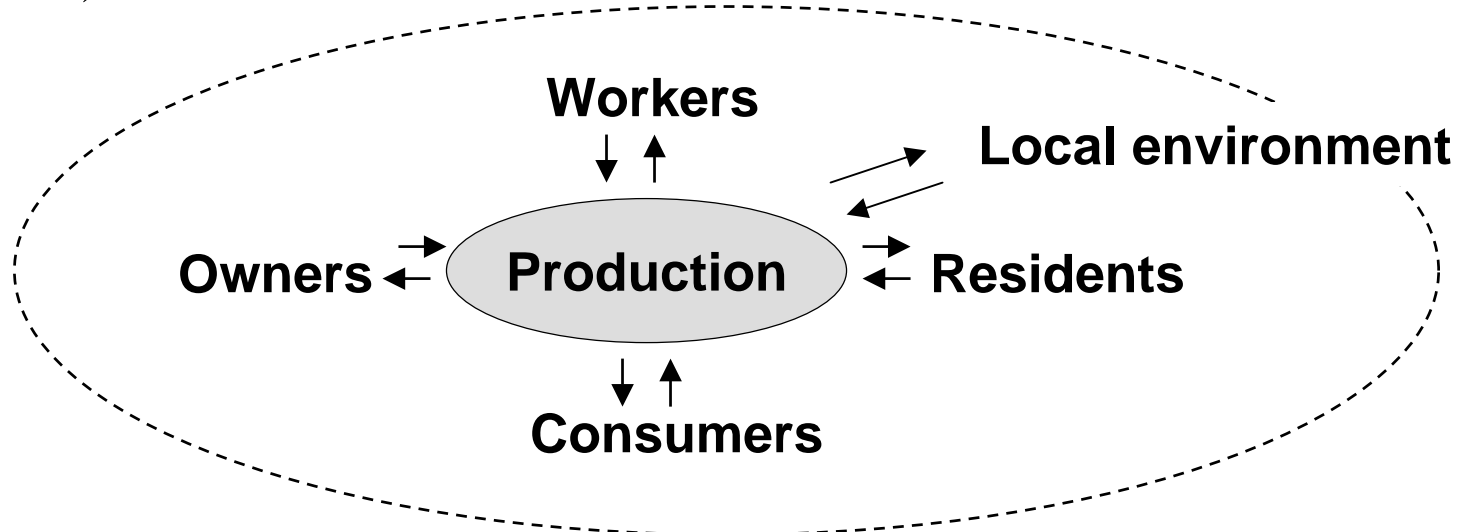 Workers
Local environment
Owners
Production
Residents
Consumers